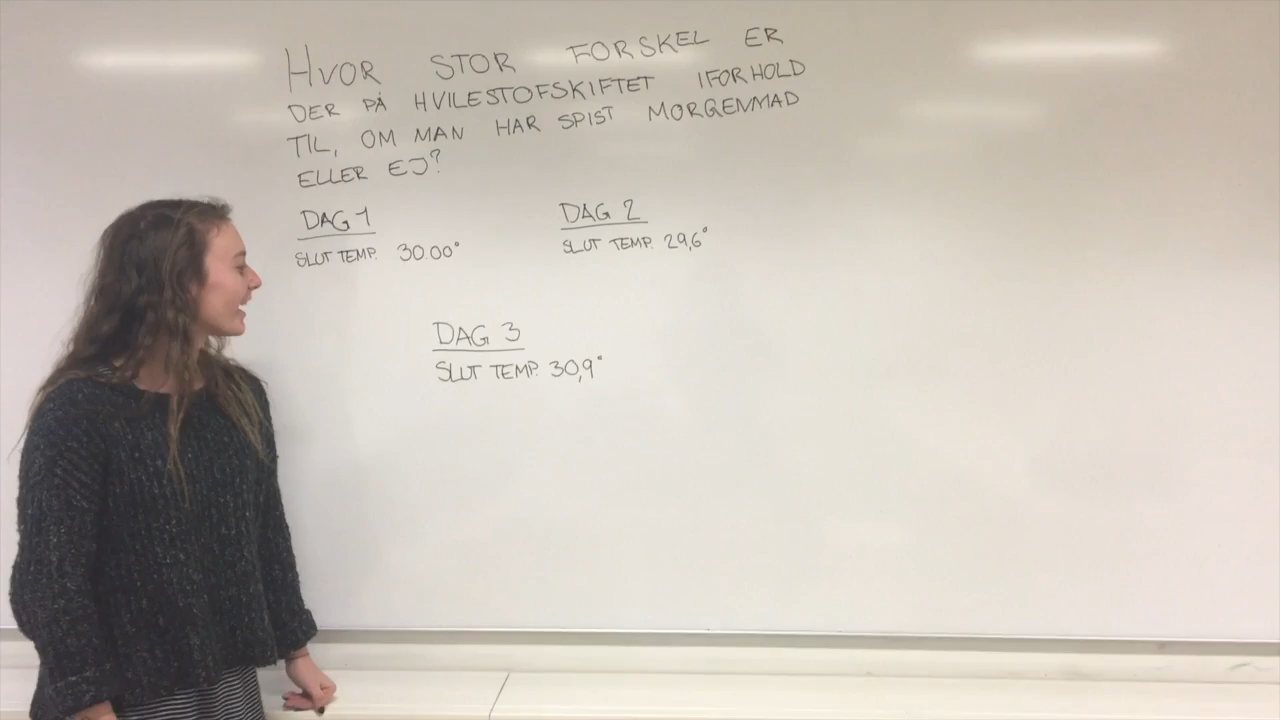 HVOR STOR FORSKEL ER
DER PÅ HVILESTOFSKIFTET IFORHOLD
TIL, OM MAN HAR SPIST MORGENMAD
ELLER EJ?
DAG 1
SLUT TEMP. 30.00°
DAG 2
SLUT TEMP. 29,6°
DAG 3
SLUT TEMP. 30,9°